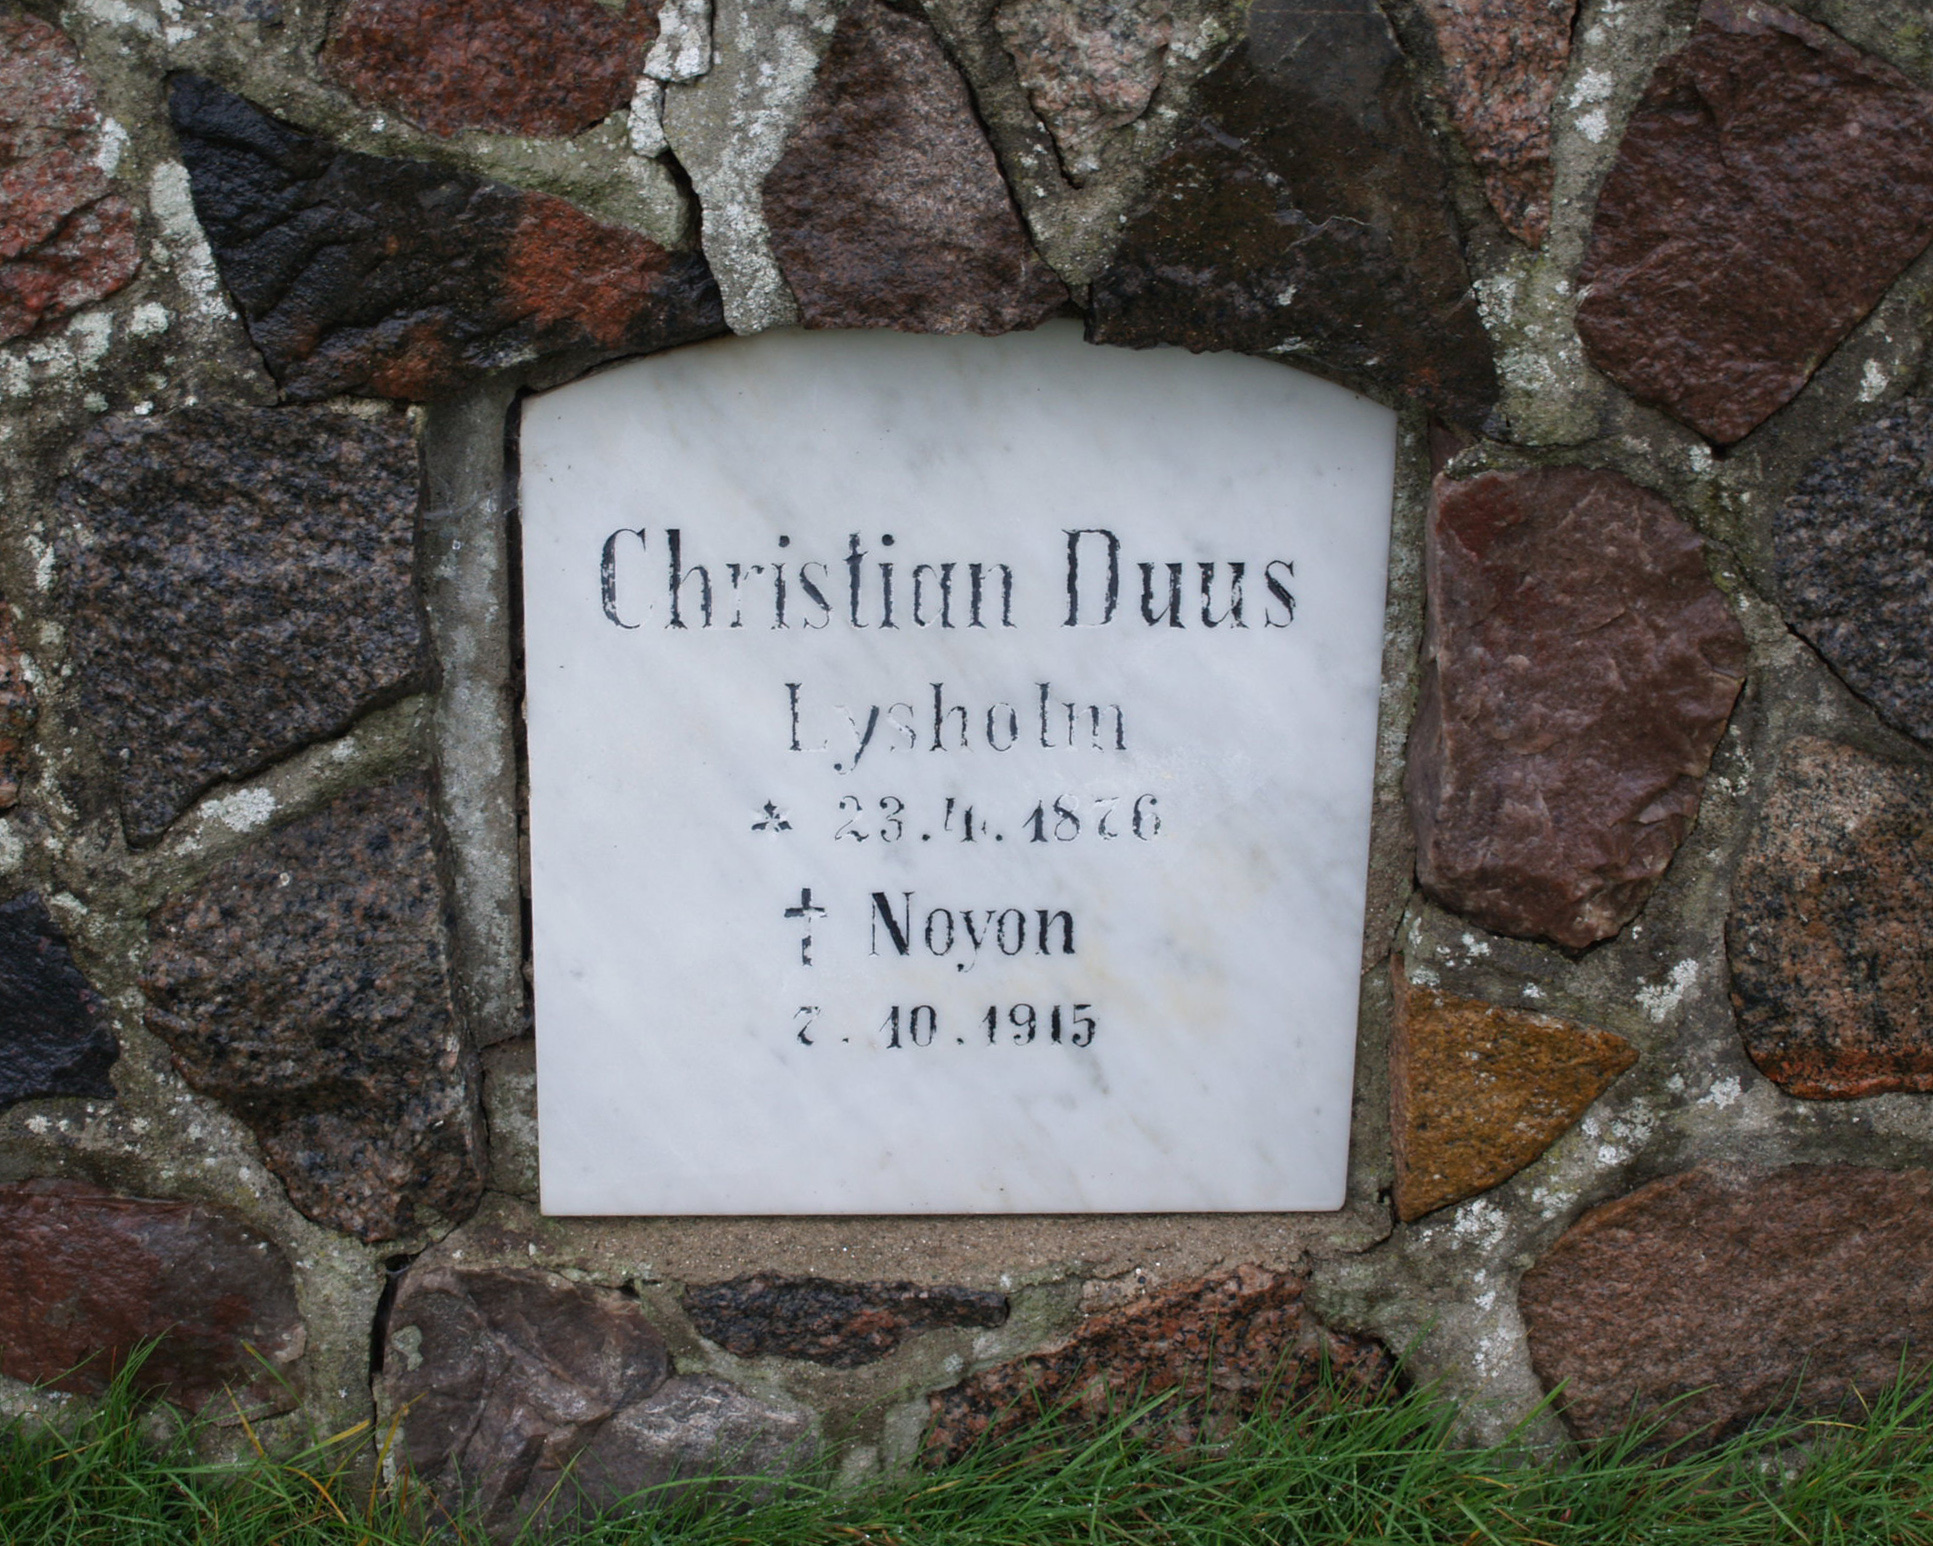 Christian Duus
Lysholm
* 23.4.1876
† Noyon
7.10.1915